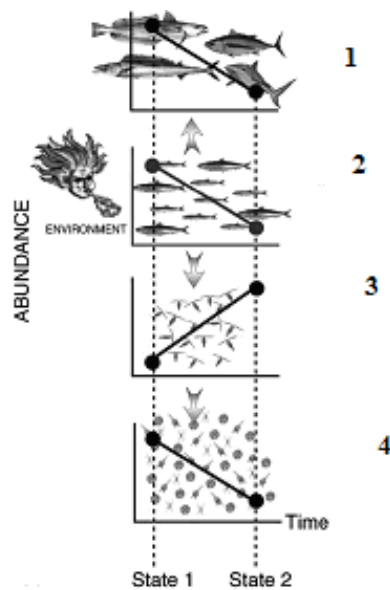 1
2
ENVIRONMENT
ABUNDANCE
3
4
Time
State 1 State 2